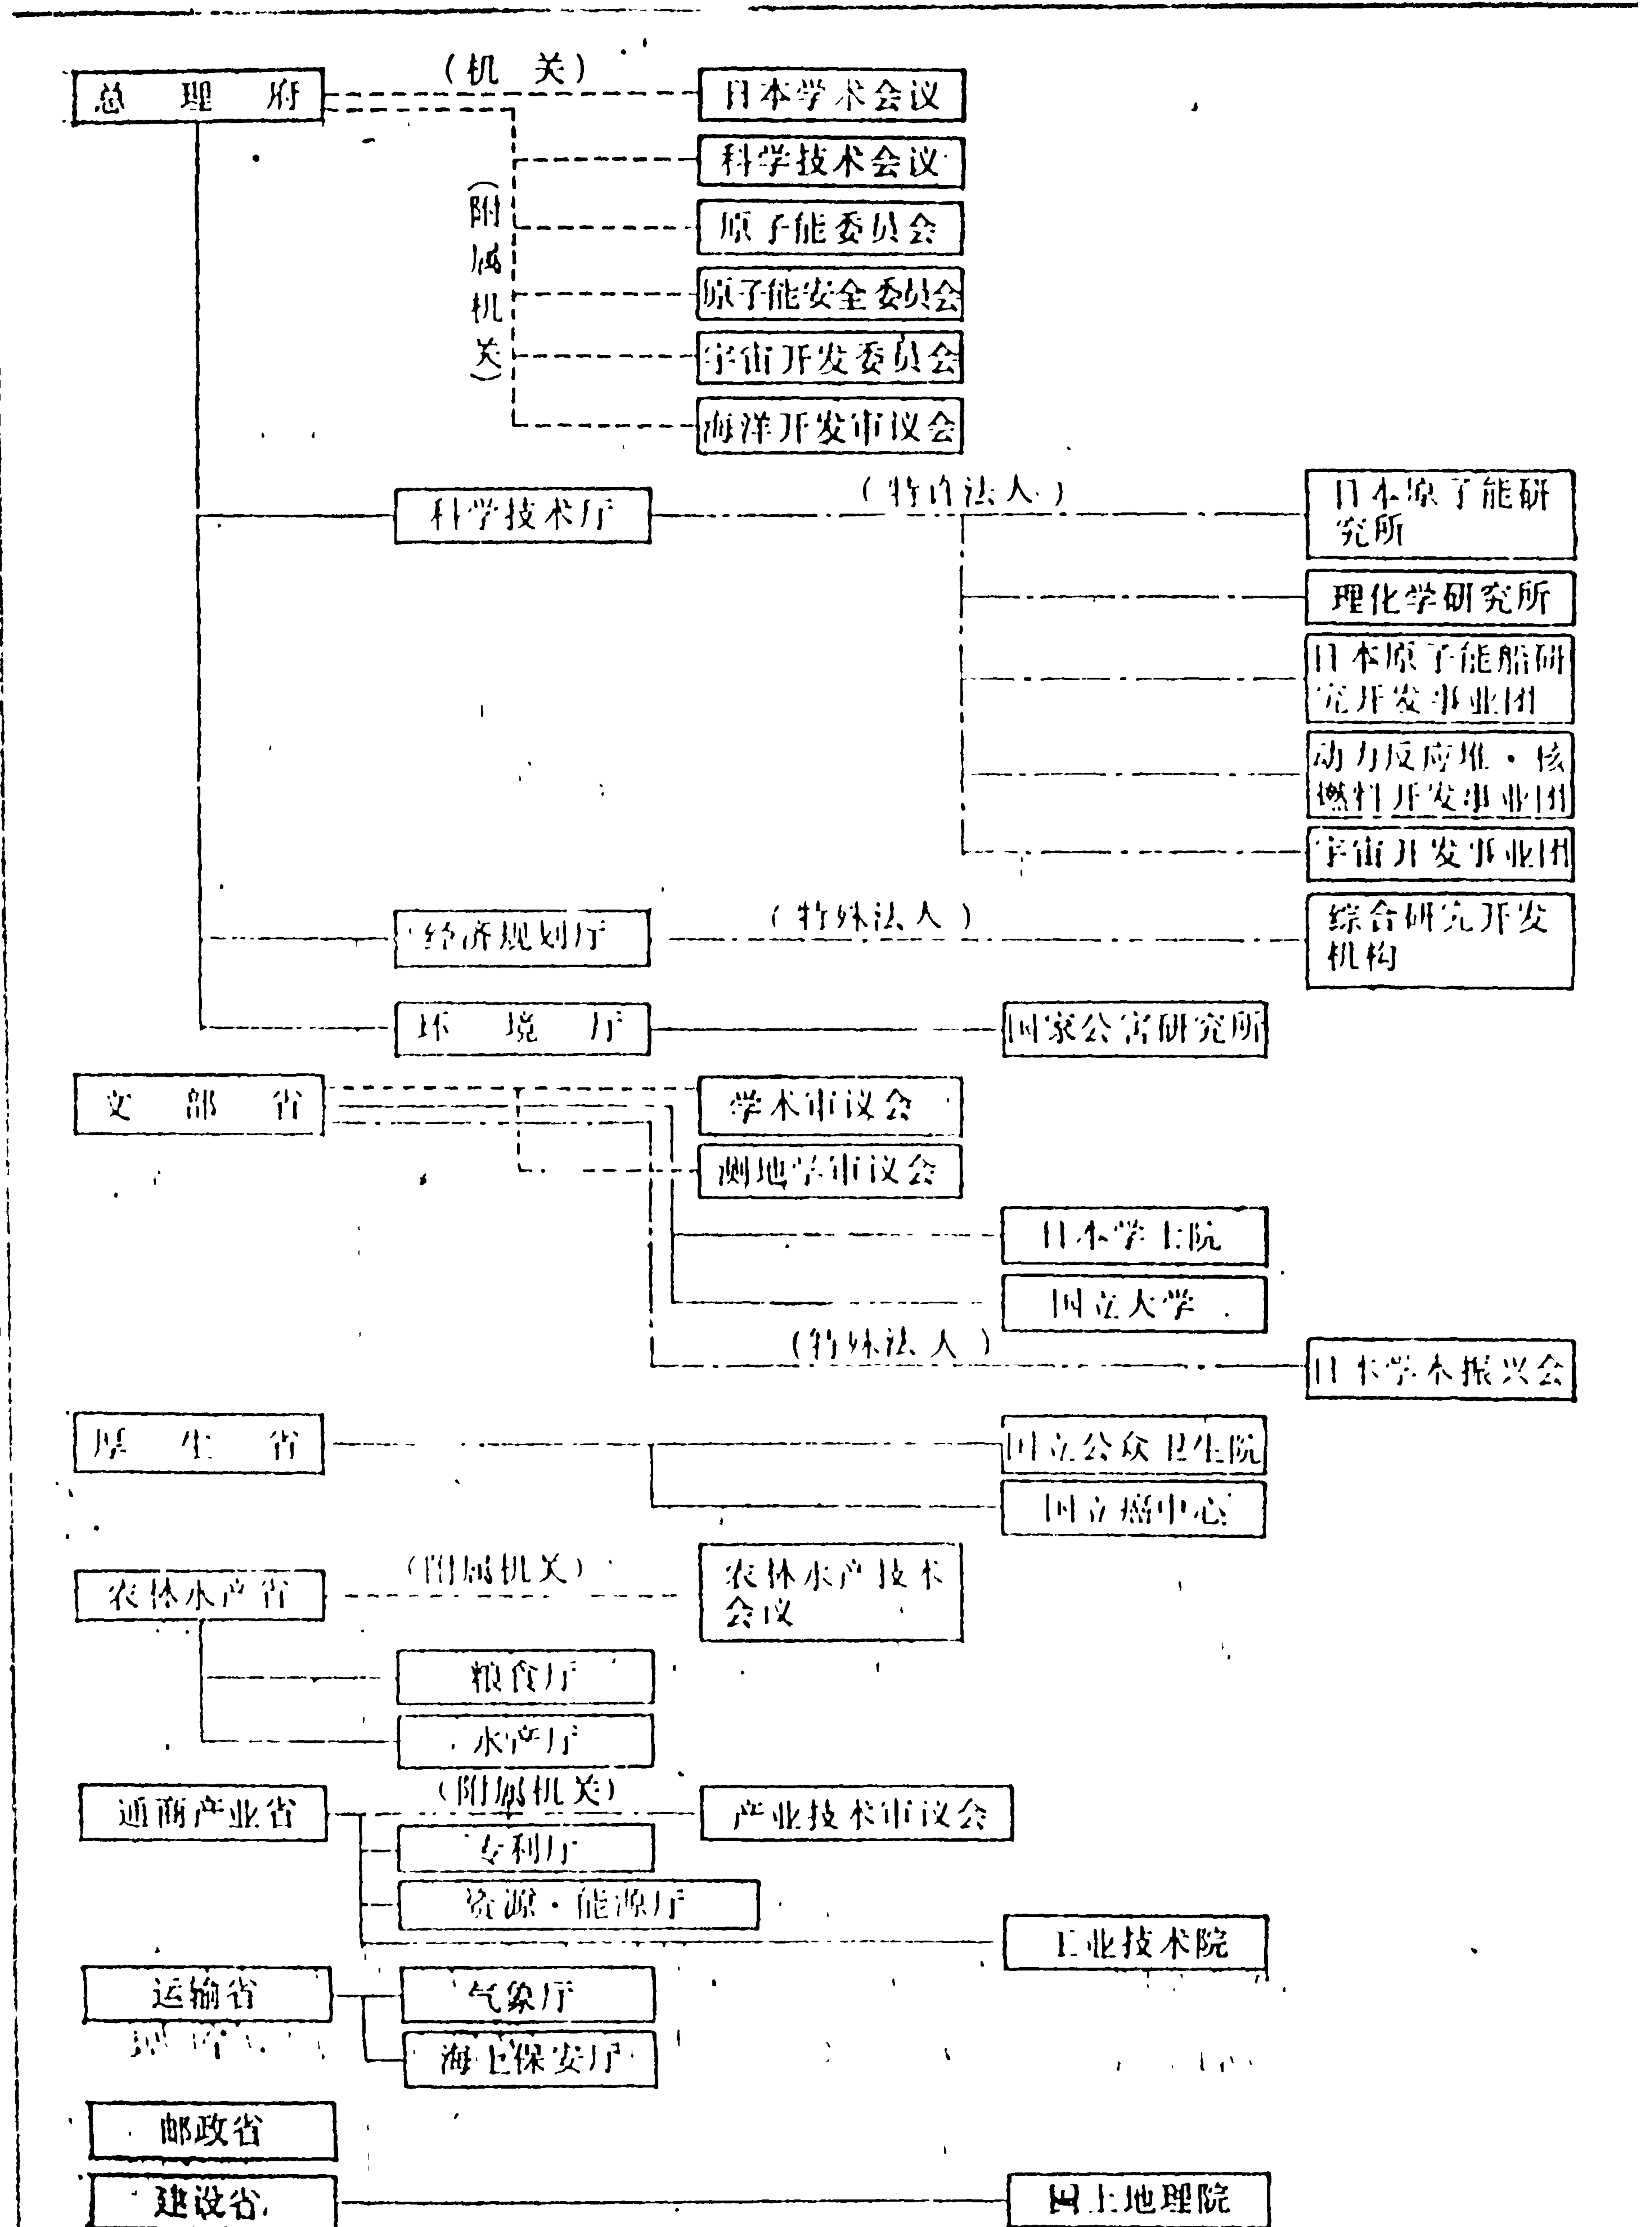 总理府
(机关)
日本学术会议
科学技术会议
(附属机关)
原子能委员会
原子能安全委员会
宇宙开发委员会
海洋开发审议会
科学技术厅
(特许法人)
日本原子能研
究所
理化学研究所
日本原子能船研
究开发事业团
动力反应堆·核
燃料开发事业团
宇宙开发事业团
经济规划厅
(特殊法人)
综合研究开发
机构
环境厅
国家公害研究所
文部省
学术审议会
测地学审议会
日本学士院
国立大学
(特殊法人)
日本学术振兴会
厚生省
国立公众卫生院
国立癌中心
农林水产省
(附属机关)
农林水产技术
会议
粮食厅
水产厅
通商产业省
(附属机关)
产业技术审议会
专利厅
资源·能源厅
工业技术院
运输省
气象厅
海上保安厅
邮政省
建设省
国土地理院